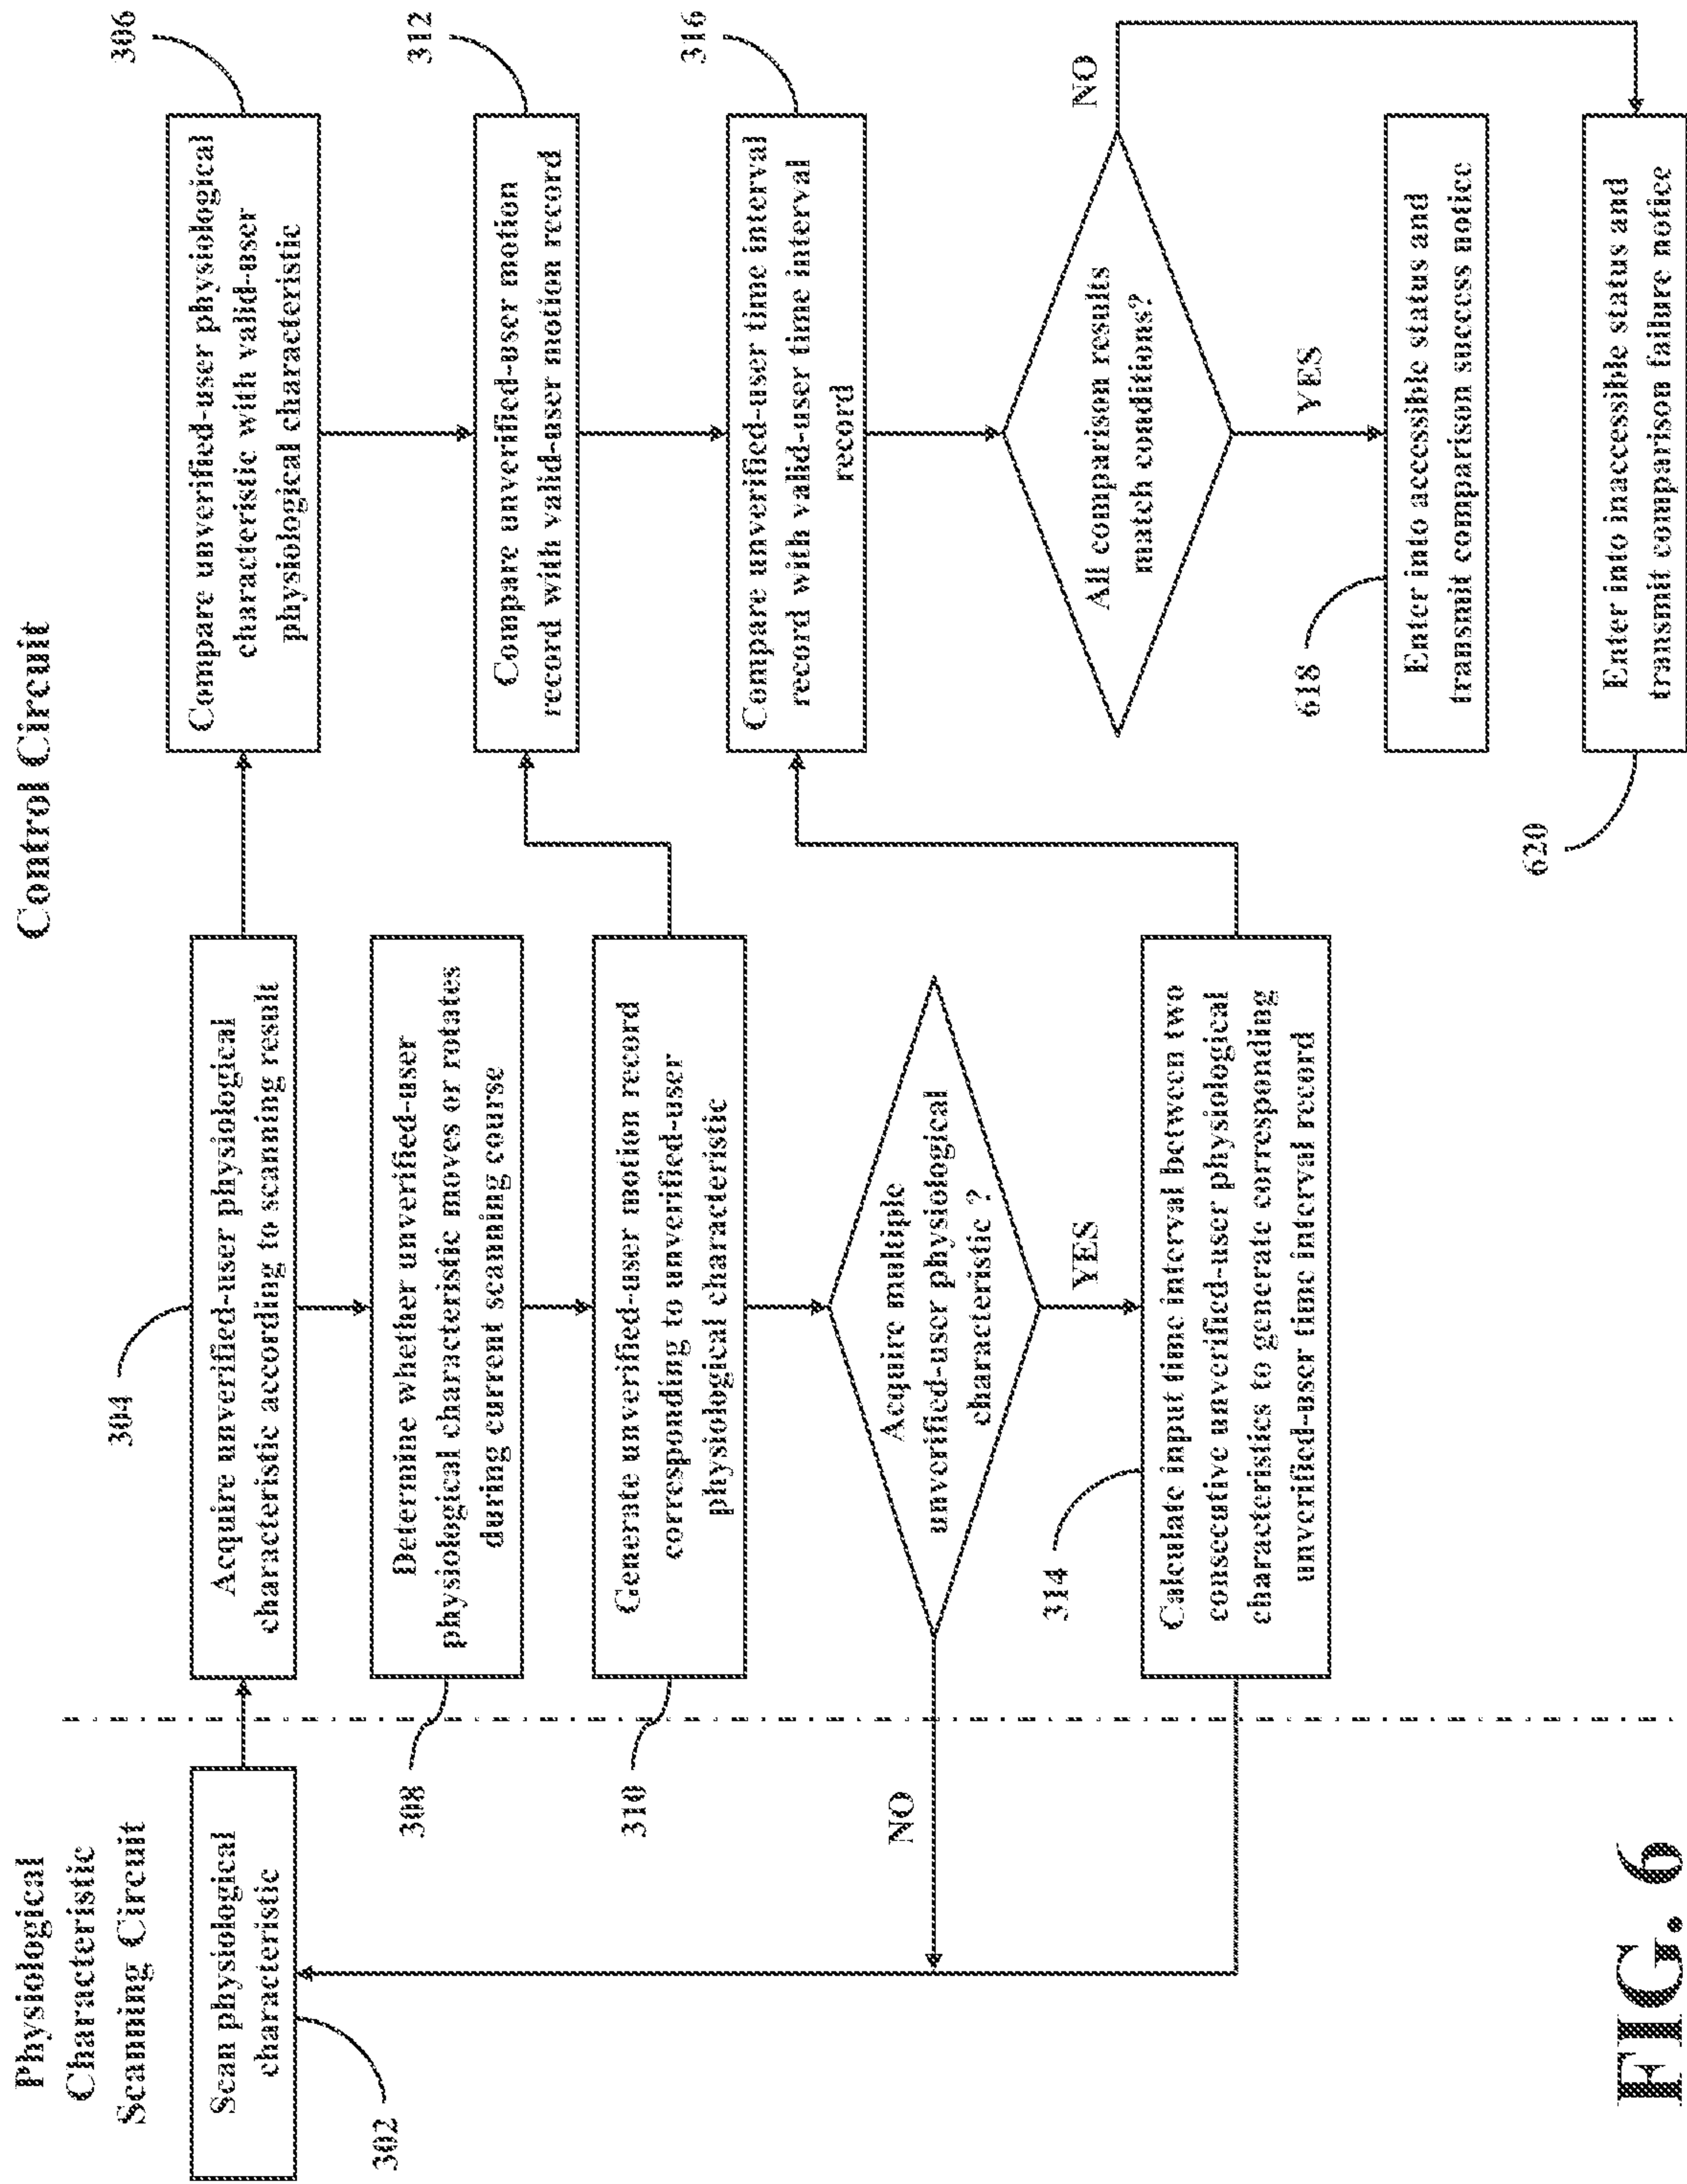 Physiological
Characteristic
Scanning Circuit
Control Circuit
Scan physiological
characteristic
302
304
Acquire unverified-user physiological
characteristic according to scanning result
Compare unverified-user physiological
characteristic with valid-user
physiological characteristic
306
Determine whether unverified-user
physiological characteristic moves or rotates
during current scanning course
308
Generate unverified-user motion record
corresponding to unverified-user
physiological characteristic
310
Compare unverified-user motion
record with valid-user motion record
312
Acquire multiple
unverified-user physiological
characteristic ?
NO
YES
314
Calculate input time interval between two
consecutive unverified-user physiological
characteristics to generate corresponding
unverified-user time interval record
Compare unverified-user time interval
record with valid-user time interval
record
316
All comparison results
match conditions?
NO
YES
618
Enter into accessible status and
transmit comparison success notice
620
Enter into inaccessible status and
transmit comparison failure notice
FIG. 6